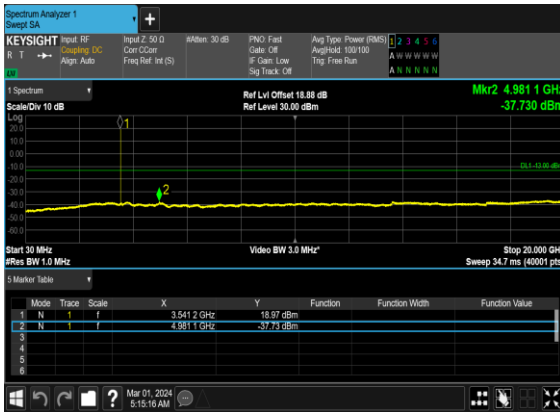 Spectrum Analyzer 1
Swept SA
KEYSIGHT
R T
LNI
Input: RF
Coupling: DC
Align: Auto
Input Z: 50 Ω
Corr CCorr
Freq Ref: Int (S)
#Atten: 30 dB
PNO: Fast
Gate: Off
IF Gain: Low
Sig Track: Off
Avg Type: Power (RMS)
Avg|Hold: 100/100
Trig: Free Run
1 2 3 4 5 6
A W W W W W
A N N N N N
1 Spectrum
Scale/Div 10 dB
Ref Lvl Offset 18.88 dB
Ref Level 30.00 dBm
Mkr2 4.981 1 GHz
-37.730 dBm
Log
20.0
10.0
0.00
-10.0
-20.0
-30.0
-40.0
-50.0
-60.0
1
2
DL1 -13.00 dBm
Start 30 MHz
#Res BW 1.0 MHz
Video BW 3.0 MHz*
Stop 20.000 GHz
Sweep 34.7 ms (40001 pts)
5 Marker Table
Mode Trace Scale X Y Function Function Width Function Value
1 N 1 f 3.541 2 GHz 18.97 dBm
2 N 1 f 4.981 1 GHz -37.73 dBm
3
4
5
6
?
Mar 01, 2024
5:15:16 AM